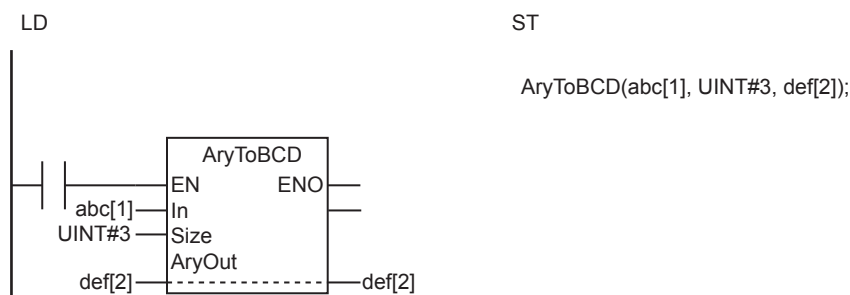 LD
ST
AryToBCD(abc[1], UINT#3, def[2]);
AryToBCD
EN ENO
abc[1] In
UINT#3 Size
AryOut
def[2] def[2]